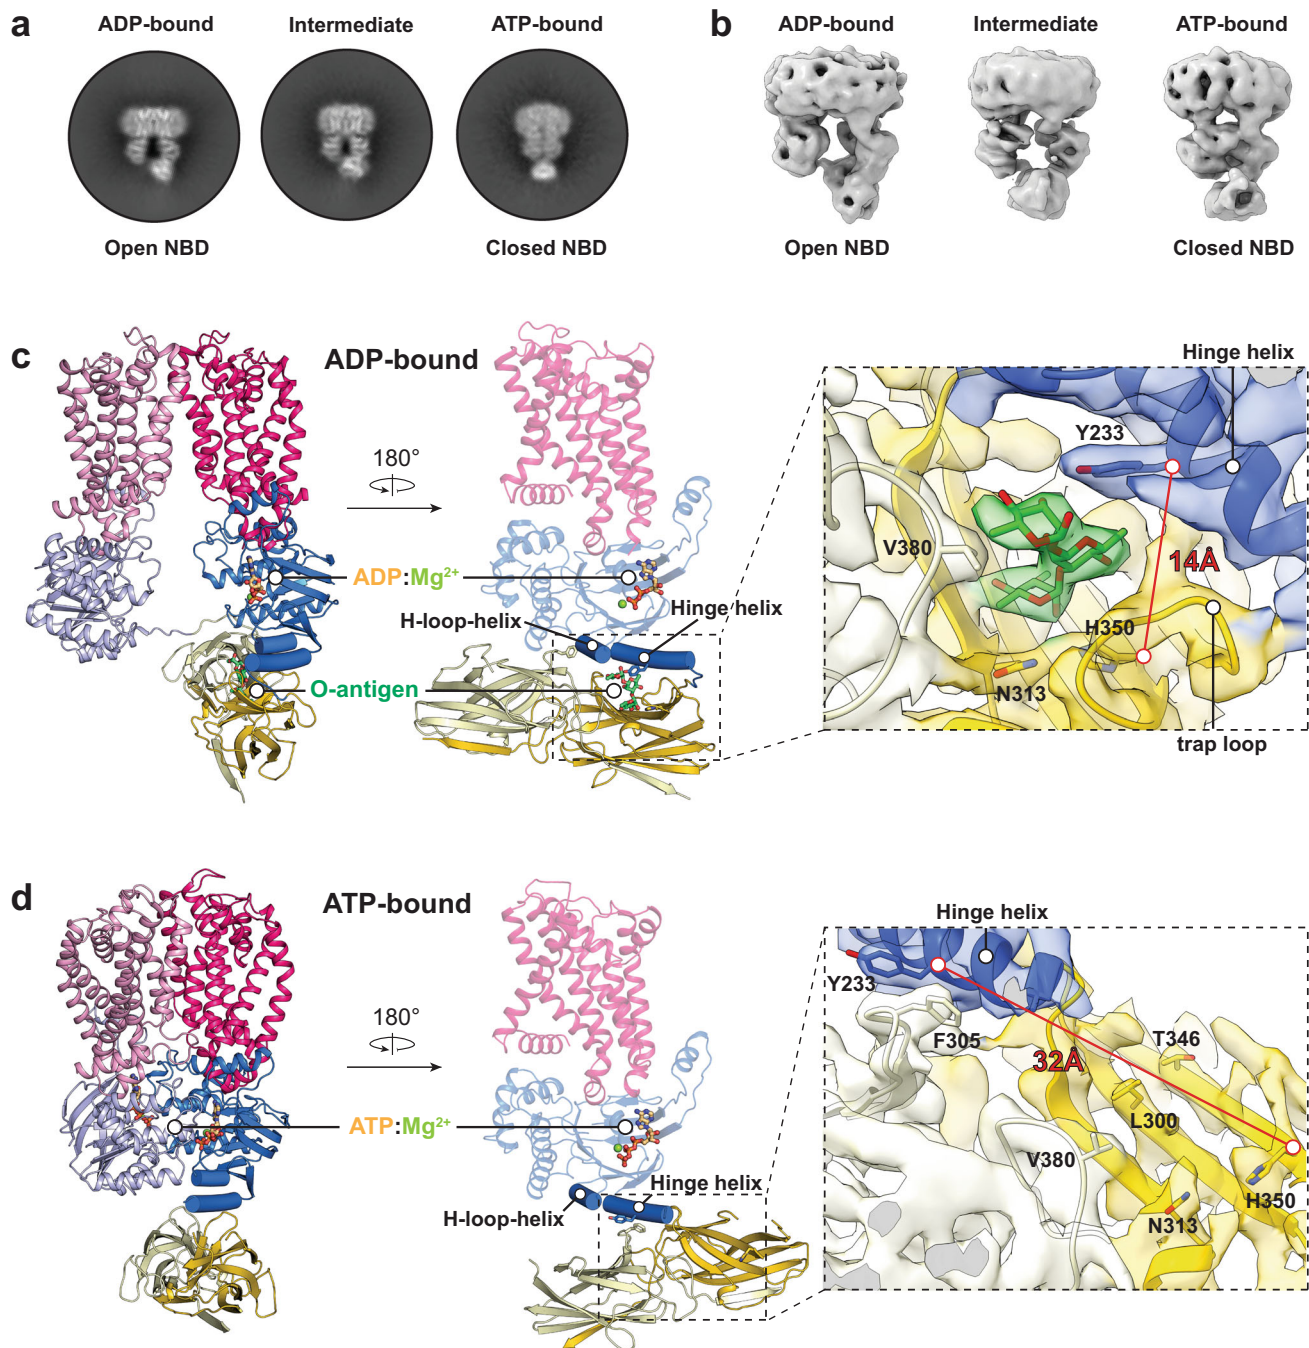 a
ADP-bound
Intermediate
ATP-bound
Open NBD
Closed NBD
b
ADP-bound
Intermediate
ATP-bound
Open NBD
Closed NBD
c
ADP-bound
180°
ADP:Mg²⁺
H-loop-helix
Hinge helix
O-antigen
Hinge helix
Y233
V380
14Å
H350
N313
trap loop
d
ATP-bound
180°
ATP:Mg²⁺
Hinge helix
H-loop-helix
Hinge helix
Y233
F305
T346
32Å
L300
V380
H350
N313